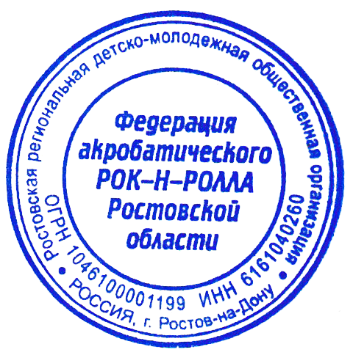 Ростовская региональная детско-молодежная общественная организация
ОГРН 1046100001199 ИНН 6161040260
• РОССИЯ, г. Ростов-на-Дону •
Федерация
акробатического
РОК-Н-РОЛЛА
Ростовской
области